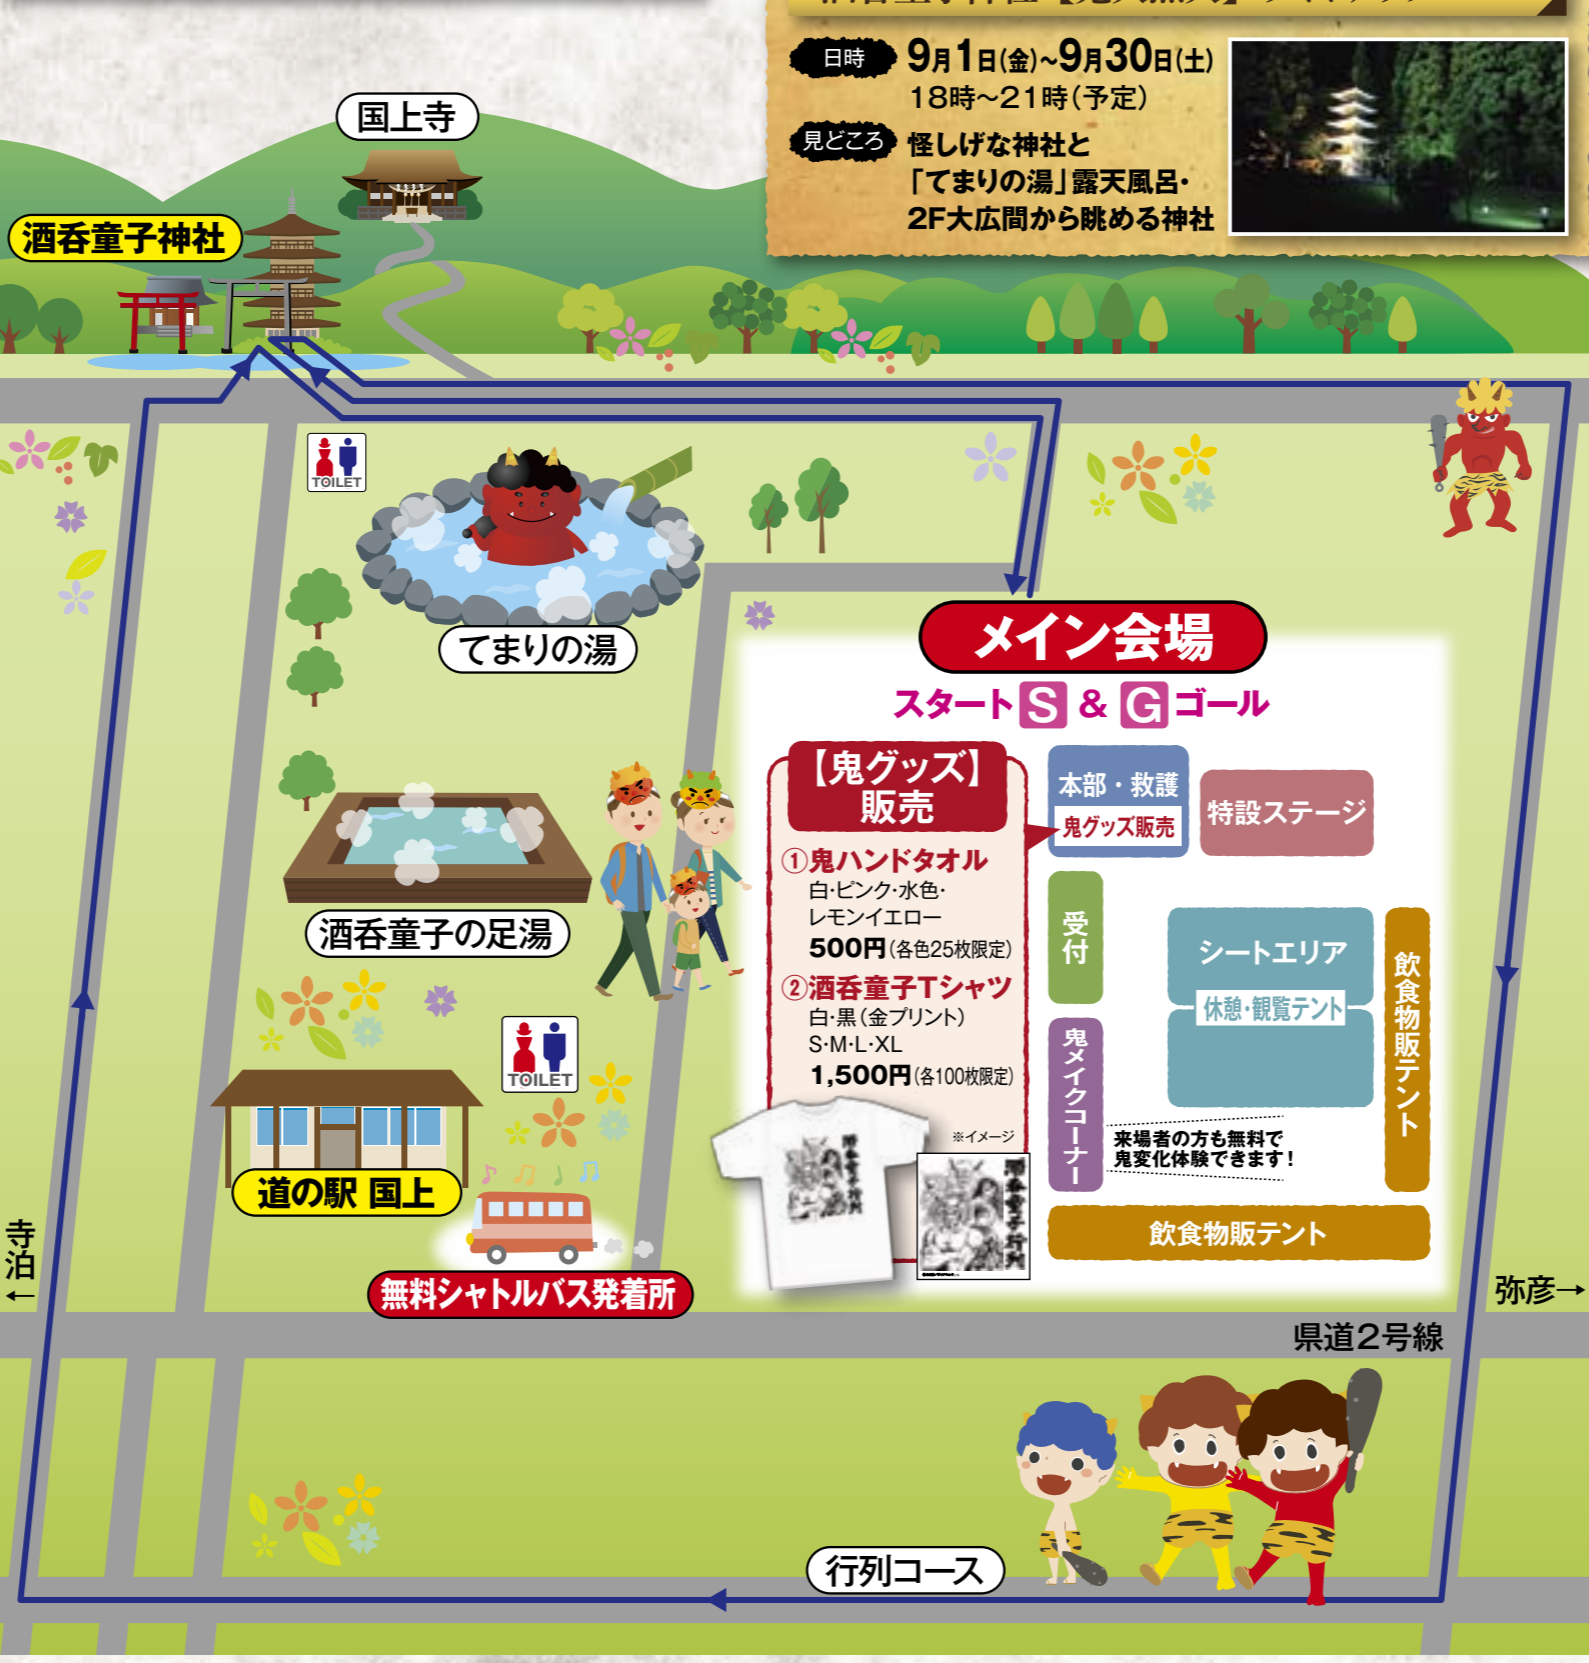 日時
9月1日(金)~9月30日(土)
18時~21時(予定)
見どころ
怪しげな神社と
「てまりの湯」露天風呂・
2F大広間から眺める神社
国上寺
酒呑童子神社
TOILET
てまりの湯
メイン会場
スタート S & G ゴール
【鬼グッズ】
販売
①鬼ハンドタオル
白・ピンク・水色・
レモンイエロー
500円(各色25枚限定)
②酒呑童子Tシャツ
白・黒(金プリント)
S・M・L・XL
1,500円(各100枚限定)
※イメージ
本部・救護
鬼グッズ販売
特設ステージ
受付
シートエリア
休憩・観覧テント
飲食物販テント
鬼メイクコーナー
来場者の方も無料で
鬼変化体験できます!
飲食物販テント
酒呑童子の足湯
TOILET
道の駅 国上
無料シャトルバス発着所
寺泊
←
弥彦→
県道2号線
行列コース